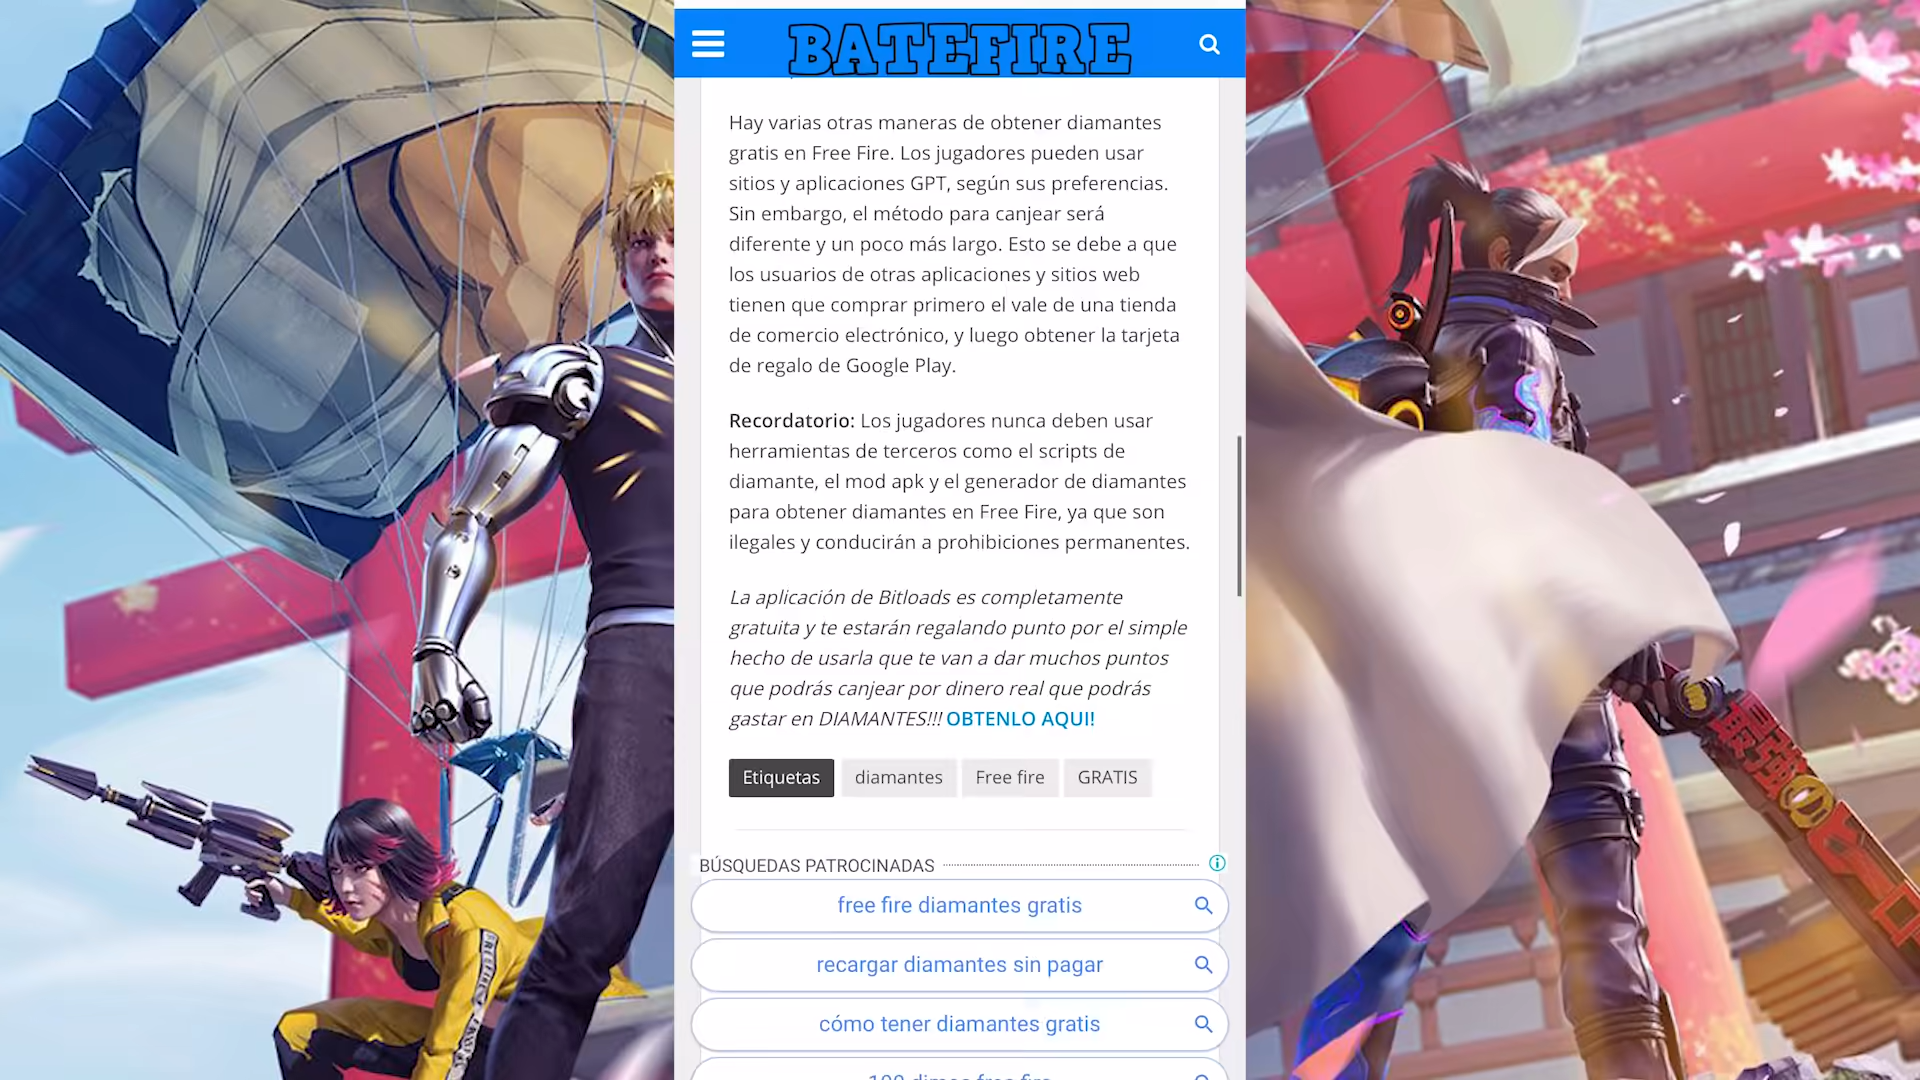 BATEFIRE
Hay varias otras maneras de obtener diamantes
gratis en Free Fire. Los jugadores pueden usar
sitios y aplicaciones GPT, según sus preferencias.
Sin embargo, el método para canjear será
diferente y un poco más largo. Esto se debe a que
los usuarios de otras aplicaciones y sitios web
tienen que comprar primero el vale de una tienda
de comercio electrónico, y luego obtener la tarjeta
de regalo de Google Play.
Recordatorio: Los jugadores nunca deben usar
herramientas de terceros como el scripts de
diamante, el mod apk y el generador de diamantes
para obtener diamantes en Free Fire, ya que son
ilegales y conducirán a prohibiciones permanentes.
La aplicación de Bitloads es completamente
gratuita y te estarán regalando punto por el simple
hecho de usarla que te van a dar muchos puntos
que podrás canjear por dinero real que podrás
gastar en DIAMANTES!!! OBTENLO AQUI!
Etiquetas diamantes Free fire GRATIS
BÚSQUEDAS PATROCINADAS
free fire diamantes gratis
recargar diamantes sin pagar
cómo tener diamantes gratis